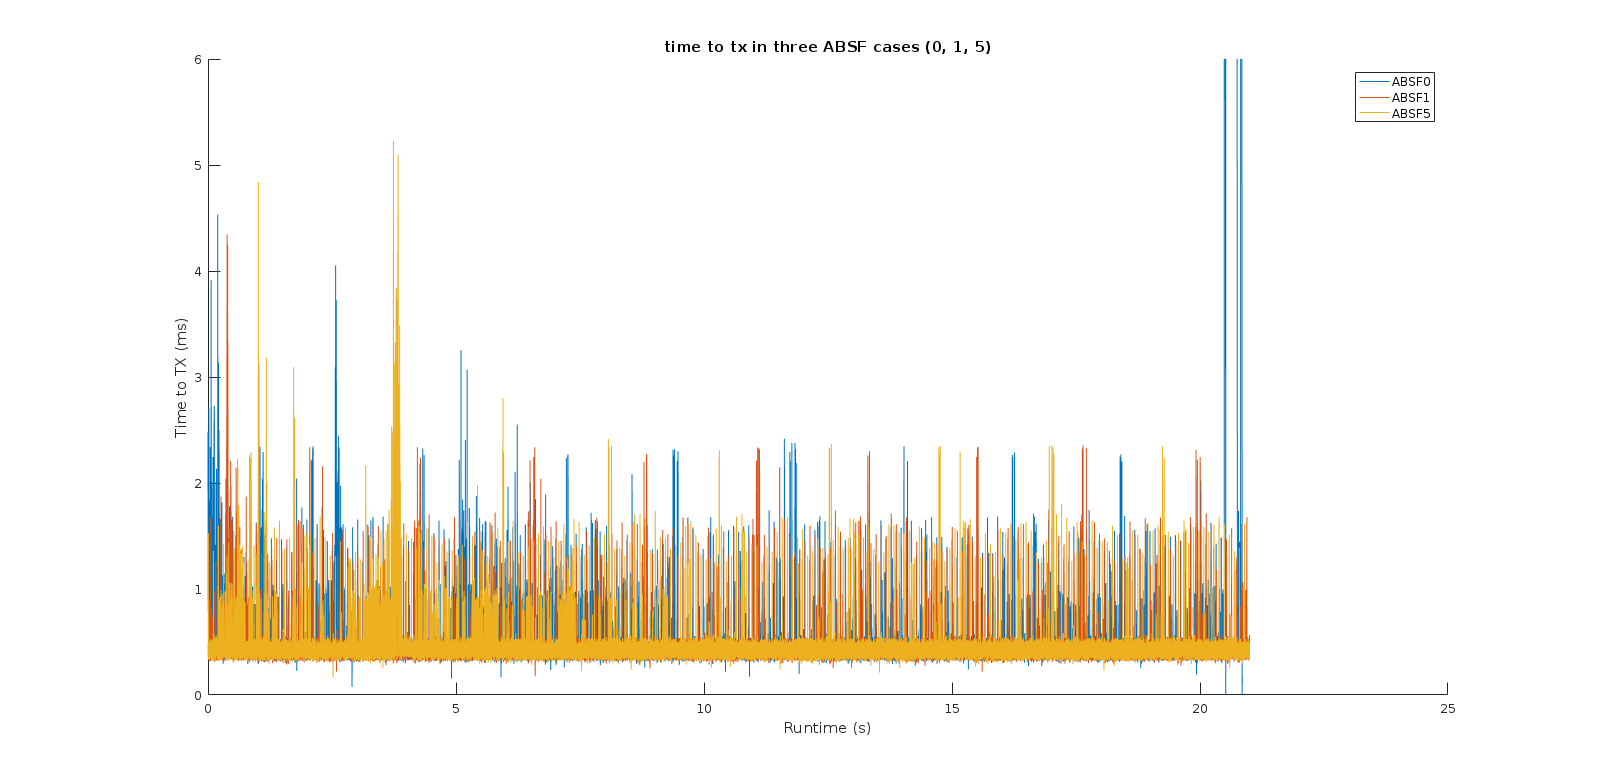 time to tx in three ABSF cases (0, 1, 5)
6
5
4
3
2
1
0
Time to TX (ms)
ABSF0
ABSF1
ABSF5
0 5 10 15 20 25
Runtime (s)